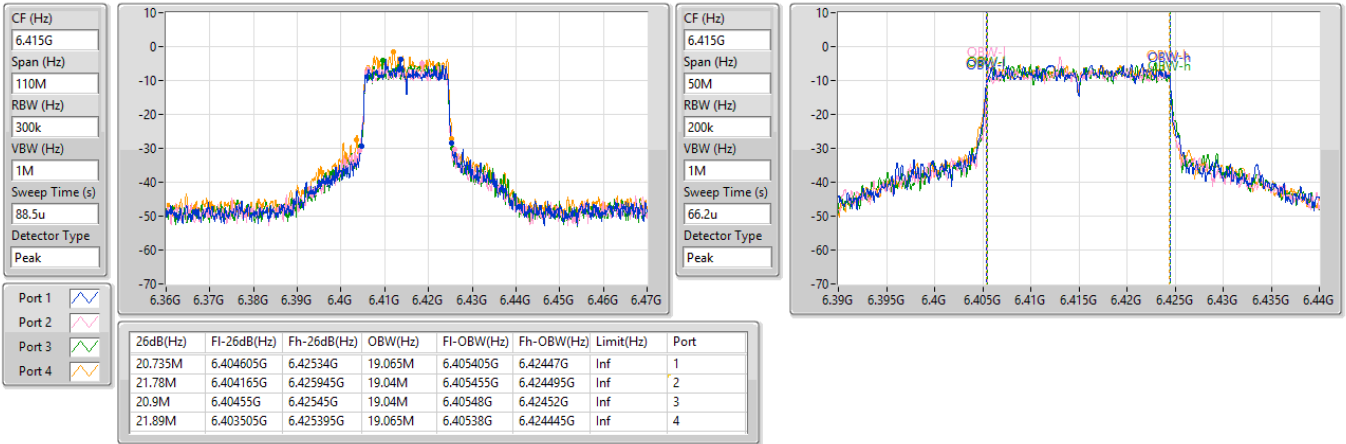 CF (Hz)
6.415G
Span (Hz)
110M
RBW (Hz)
300k
VBW (Hz)
1M
Sweep Time (s)
88.5u
Detector Type
Peak
10-
0-
-10-
-20-
-30-
-40-
-50-
-60-
-70-
6.36G 6.37G 6.38G 6.39G 6.4G 6.41G 6.42G 6.43G 6.44G 6.45G 6.46G 6.47G
CF (Hz)
6.415G
Span (Hz)
50M
RBW (Hz)
200k
VBW (Hz)
1M
Sweep Time (s)
66.2u
Detector Type
Peak
10-
0-
-10-
-20-
-30-
-40-
-50-
-60-
-70-
OBW-l
OBW-l
OBW-h
OBW-h
6.39G 6.395G 6.4G 6.405G 6.41G 6.415G 6.42G 6.425G 6.43G 6.435G 6.44G
Port 1
Port 2
Port 3
Port 4
26dB(Hz) Fl-26dB(Hz) Fh-26dB(Hz) OBW(Hz) Fl-OBW(Hz) Fh-OBW(Hz) Limit(Hz) Port
20.735M 6.404605G 6.42534G 19.065M 6.405405G 6.42447G Inf 1
21.78M 6.404165G 6.425945G 19.04M 6.405455G 6.424495G Inf 2
20.9M 6.40455G 6.42545G 19.04M 6.40548G 6.42452G Inf 3
21.89M 6.403505G 6.425395G 19.065M 6.40538G 6.424445G Inf 4